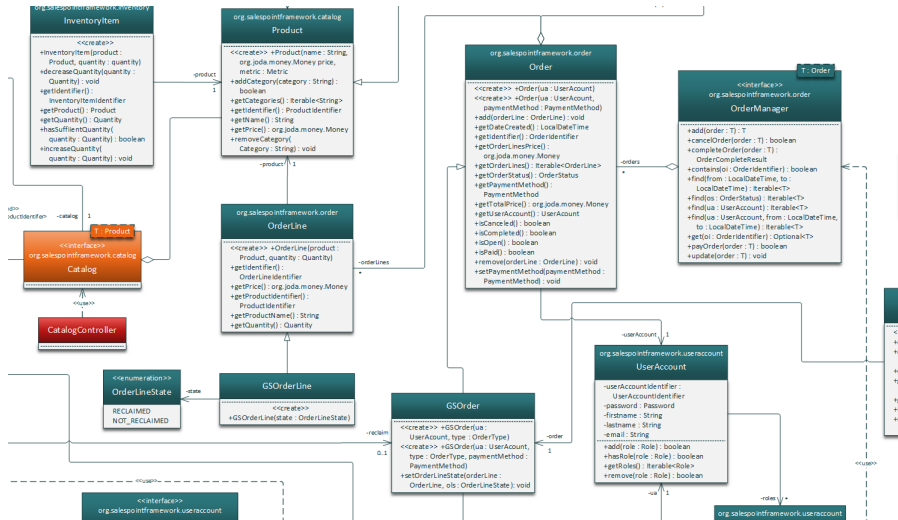 org.salespointframework.inventory
InventoryItem
<<create>>
+InventoryItem(product :
Product, quantity : quantity)
+decreaseQuantity(quantity :
Quantity) : void
+getIdentifier() :
InventoryItemIdentifier
+getProduct() : Product
+getQuantity() : Quantity
+hasSuffientQuantity(
quantity : Quantity) : boolean
+increaseQuantity(
quantity : Quantity) : void
-product
1
org.salespointframework.catalog
Product
<<create>> +Product(name : String,
org.joda.money.Money price,
metric : Metric
+addCategory(category : String) :
boolean
+getCategories() : Iterable<String>
+getIdentifier() : ProductIdentifier
+getName() : String
+getPrice() : org.joda.money.Money
+removeCategory(
Category : String) : void
-product
1
org.salespointframework.order
Order
<<create>> +Order(ua : UserAcount)
<<create>> +Order(ua : UserAcount,
paymentMethod : PaymentMethod)
+add(orderLine : OrderLine) : void
+getDateCreated() : LocalDateTime
+getIdentifier() : OrderIdentifier
+getOrderLinesPrice() :
org.joda.money.Money
+getOrderLines() : Iterable<OrderLine>
+getOrderStatus() : OrderStatus
+getPaymentMethod() :
PaymentMethod
+getTotalPrice() : org.joda.money.Money
+getUserAccount() : UserAcount
+isCanceled() : boolean
+isCompleted() : boolean
+isOpen() : boolean
+isPaid() : boolean
+remove(orderLine : OrderLine) : void
+setPaymentMethod(paymentMethod :
PaymentMethod) : void
-orders
*
T : Order
<<interface>>
org.salespointframework.order
OrderManager
+add(order : T) : T
+cancelOrder(order : T) : boolean
+completeOrder(order : T) :
OrderCompleteResult
+contains(oi : OrderIdentifier) : boolean
+find(from : LocalDateTime, to :
LocalDateTime) : Iterable<T>
+find(os : OrderStatus) : Iterable<T>
+find(ua : UserAccount) : Iterable<T>
+find(ua : UserAccount, from : LocalDateTime,
to : LocalDateTime) : Iterable<T>
+get(oi : OrderIdentifier) : Optional<T>
+payOrder(order : T) : boolean
+update(order : T) : void
-catalog
1
T : Product
<<interface>>
org.salespointframework.catalog
Catalog
<<use>>
CatalogController
org.salespointframework.order
OrderLine
<<create>> +OrderLine(product :
Product, quantity : Quantity)
+getIdentifier() :
OrderLineIdentifier
+getPrice() : org.joda.money.Money
+getProductIdentifier() :
ProductIdentifier
+getProductName() : String
+getQuantity() : Quantity
-orderLines
*
<<enumeration>>
OrderLineState
RECLAIMED
NOT_RECLAIMED
-state
1
GSOrderLine
<<create>>
+GSOrderLine(state : OrderLineState)
-reclaim
0..1
GSOrder
<<create>> +GSOrder(ua :
UserAccount, type : OrderType)
<<create>> +GSOrder(ua : UserAccount,
type : OrderType, paymentMethod :
PaymentMethod)
+setOrderLineState(orderLine :
OrderLine, ols : OrderLineState) : void
-order
1
-userAccount
1
org.salespointframework.useraccount
UserAccount
-userAccountIdentifier :
UserAccountIdentifier
-password : Password
-firstname : String
-lastname : String
-email : String
+add(role : Role) : boolean
+hasRole(role : Role) : boolean
+getRoles() : Iterable<Role>
+remove(role : Role) : boolean
-ua
1
-roles
*
<<use>>
<<use>>
<<interface>>
org.salespointframework.useraccount
org.salespointframework.useraccount